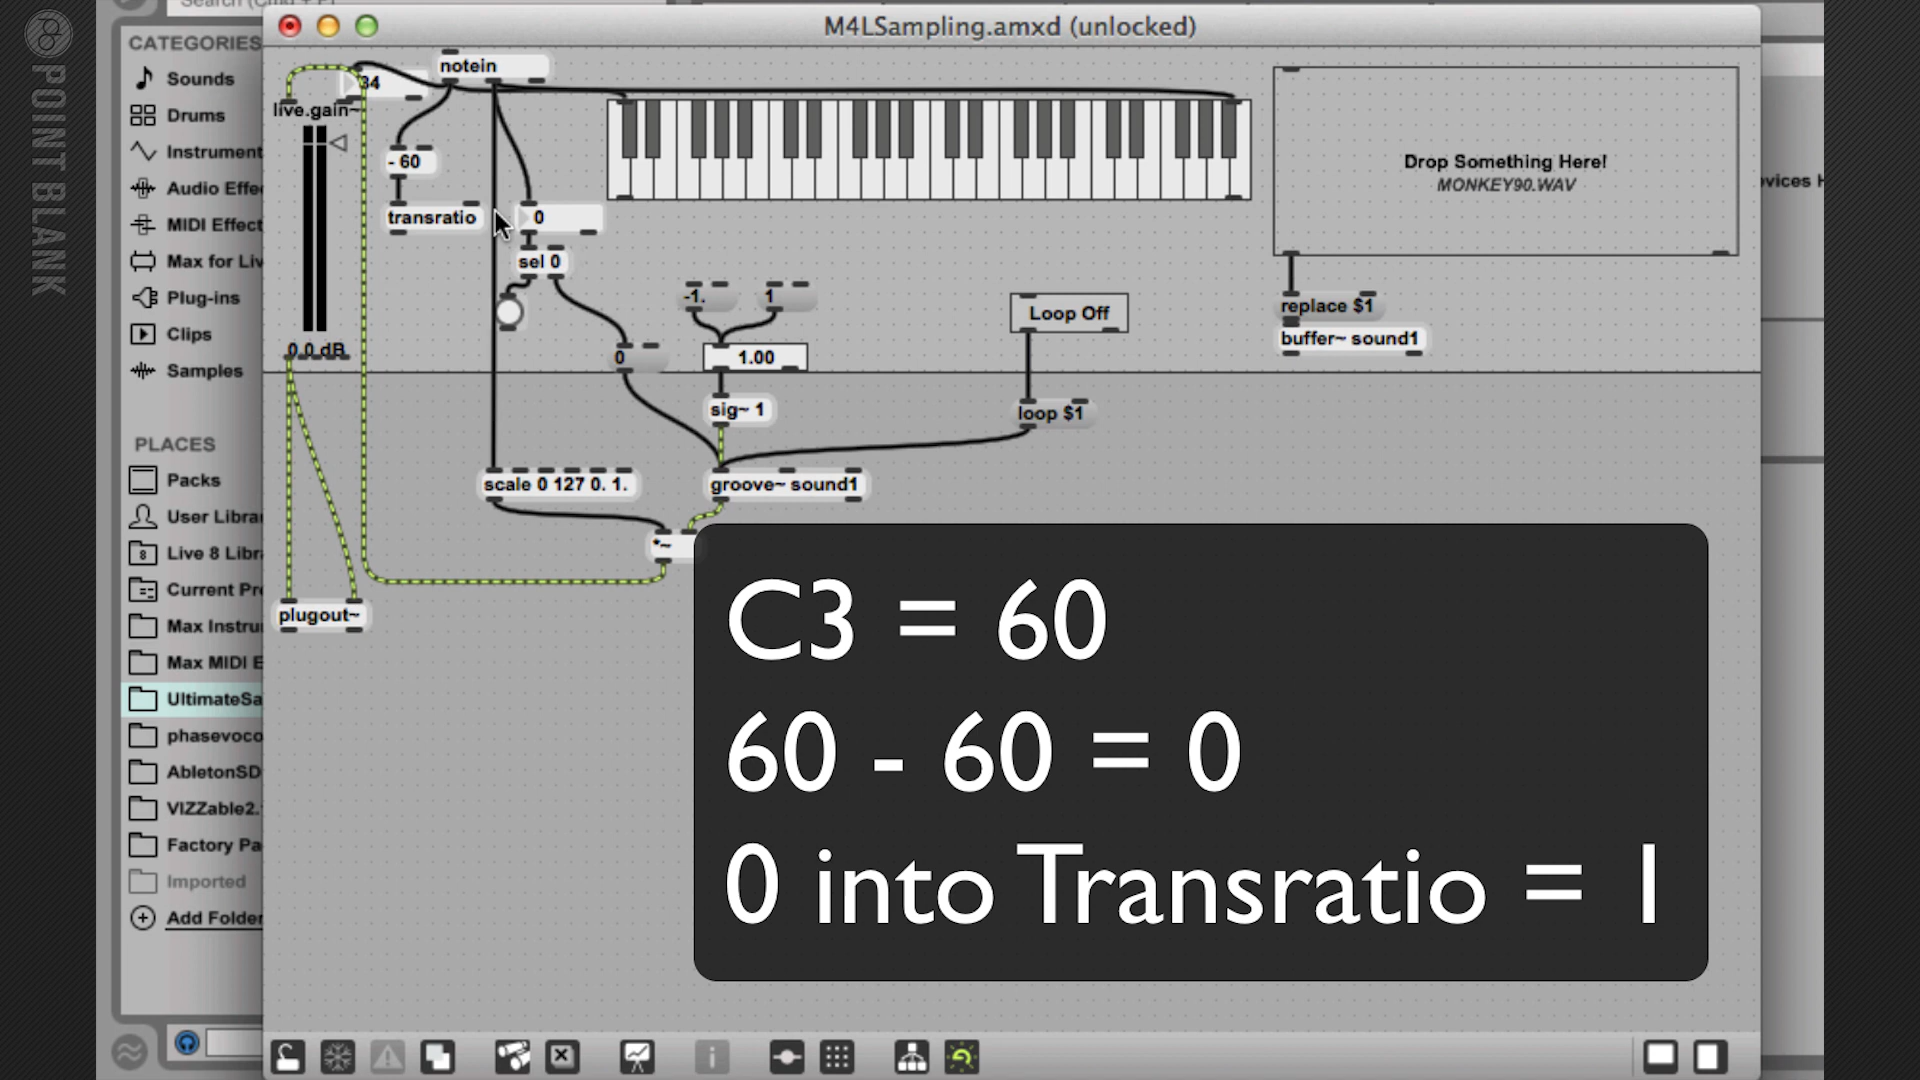 Search (Cmd + F)
M4LSampling.amxd (unlocked)
POINT BLANK
CATEGORIES
Sounds
Drums
Instrument
Audio Effe
MIDI Effect
Max for Liv
Plug-ins
Clips
Samples
PLACES
Packs
User Libra
Live 8 Libr
Current Pr
Max Instru
Max MIDI E
UltimateSa
phasevoco
AbletonSD
VIZZable2.
Factory Pa
Imported
Add Folder
34
notein
live.gain~
- 60
transratio
0
sel 0
0.0 dB
-1.
1
0
1.00
sig~ 1
Loop Off
loop $1
Drop Something Here!
MONKEY90.WAV
evices H
replace $1
buffer~ sound1
scale 0 127 0. 1.
groove~ sound1
*~
plugout~
C3 = 60
60 - 60 = 0
0 into Transratio = 1